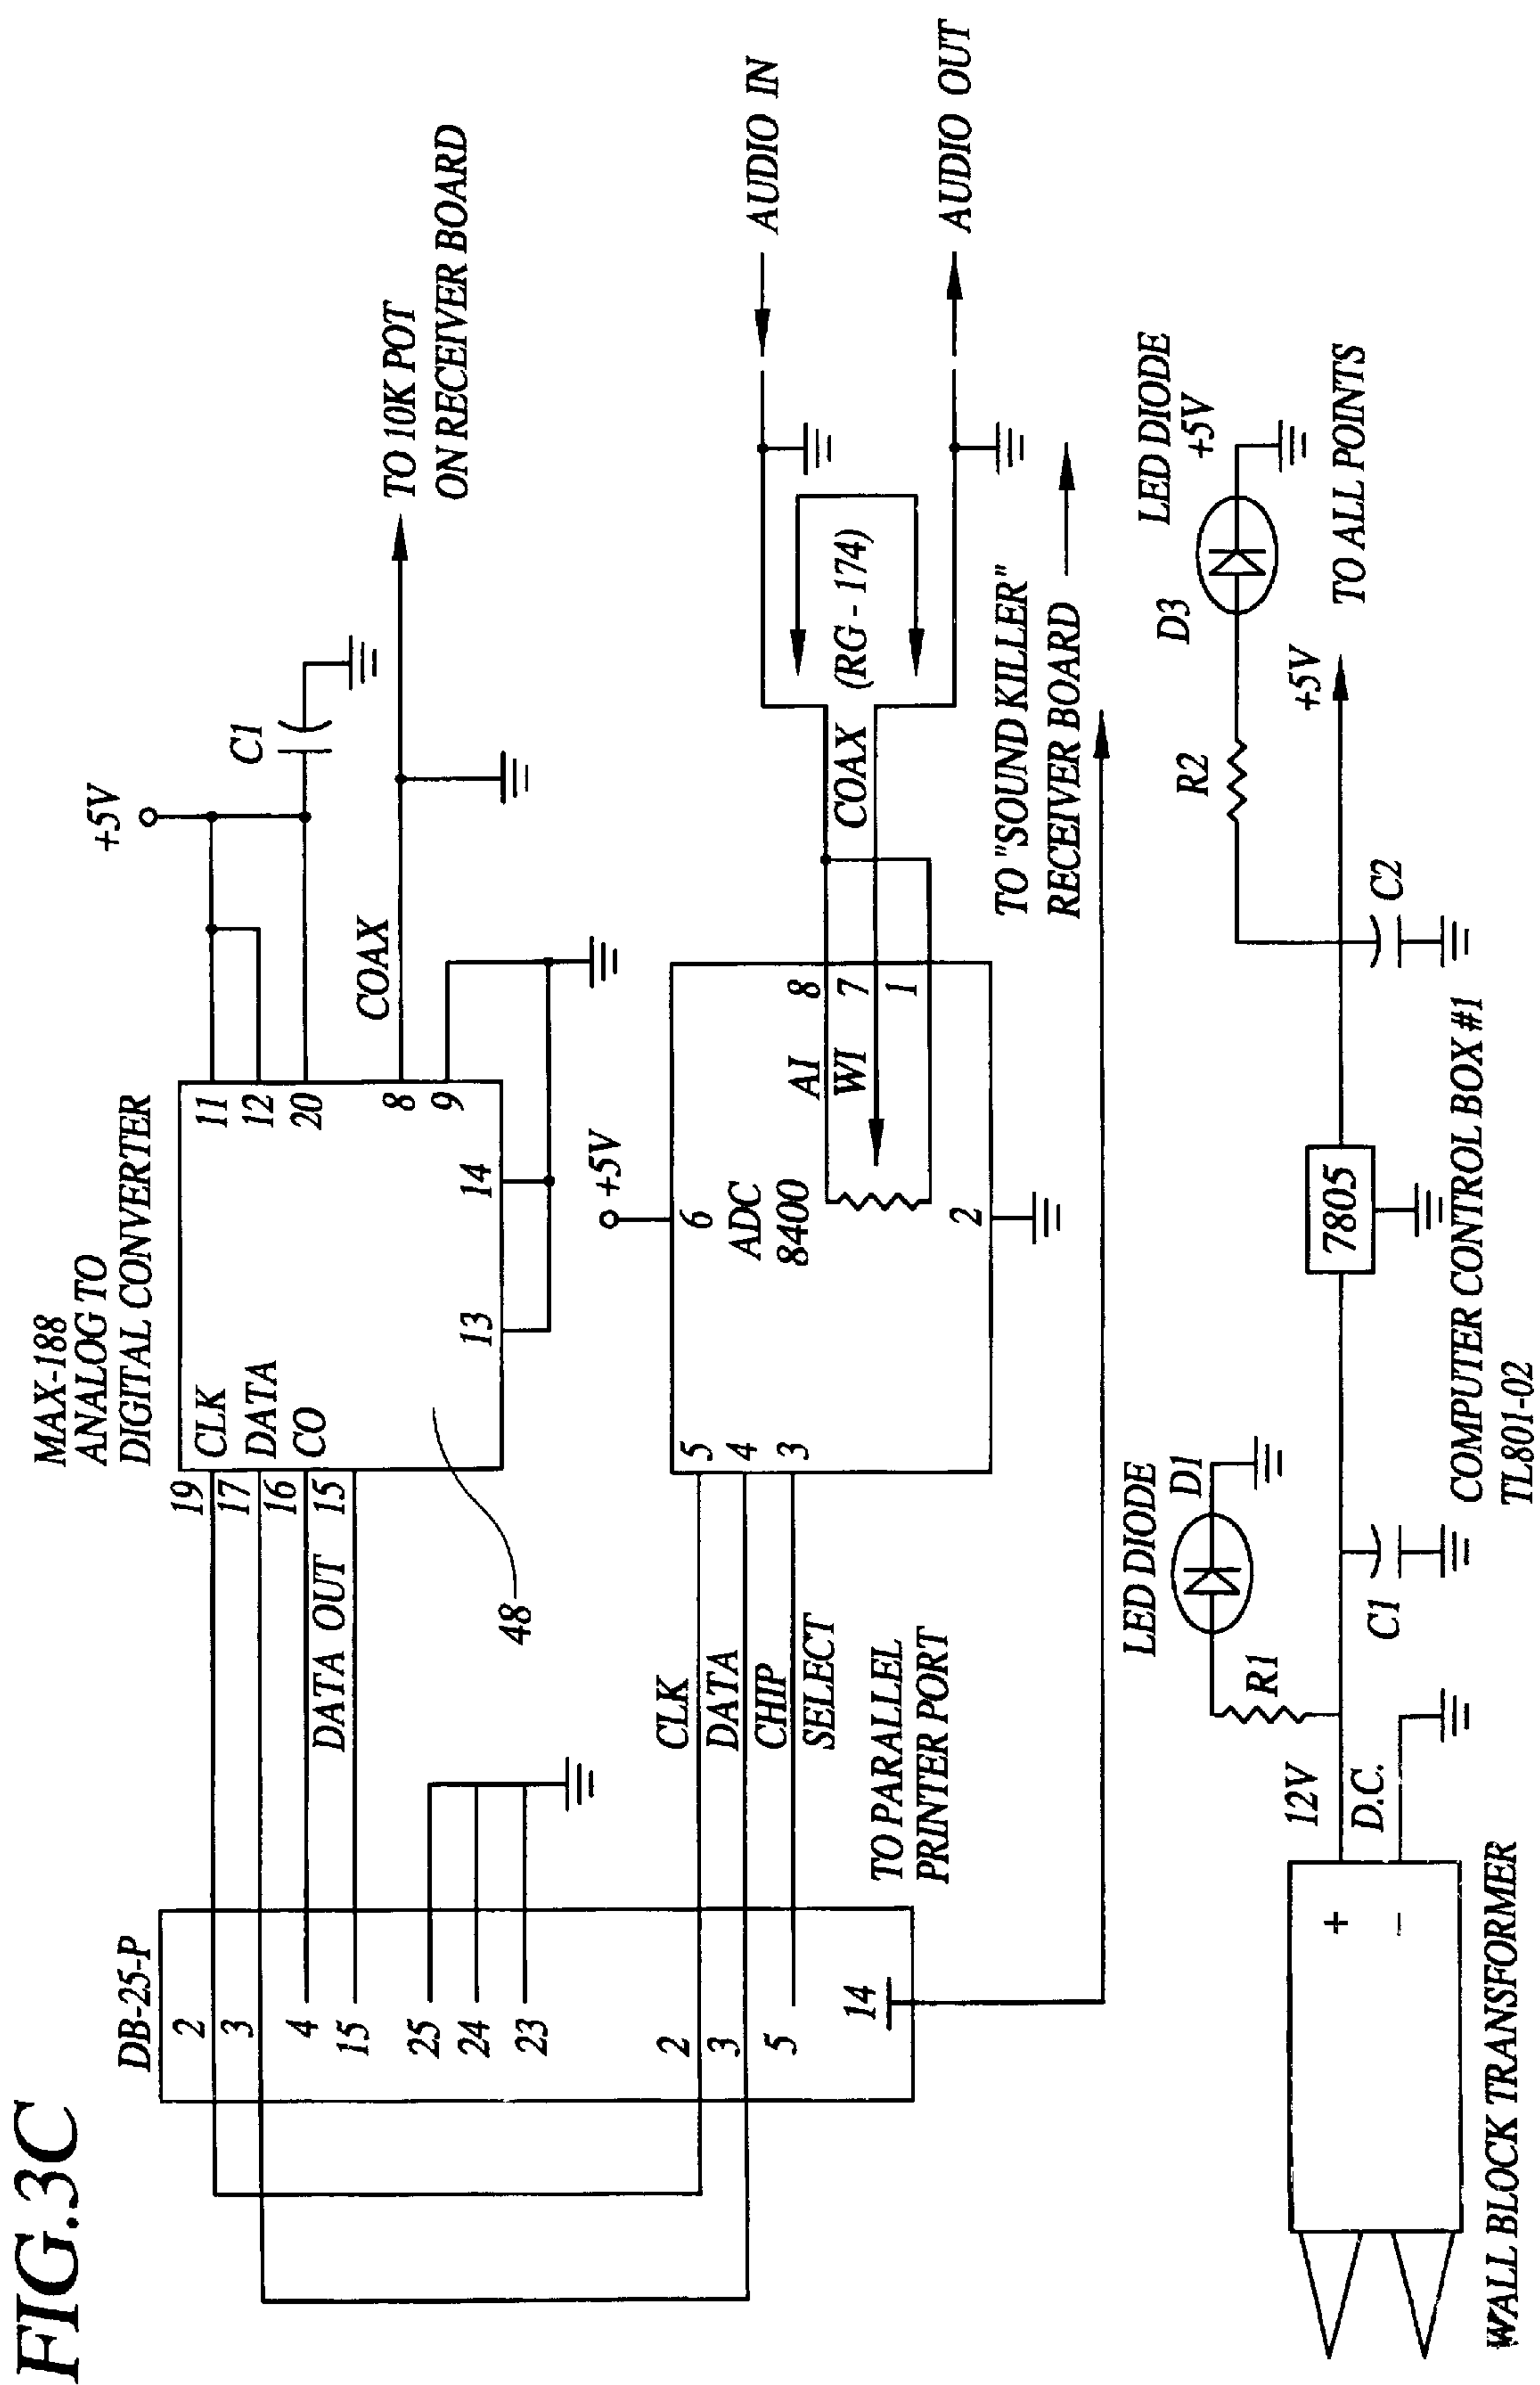 FIG.3C
MAX-188
ANALOG TO
DIGITAL CONVERTER
+5V
C1
TO 10K POT
ON RECEIVER BOARD
DB-25-P
2
3
4
15
25
24
23
2
3
5
14
19
17
16
15
DATA OUT
CLK
DATA
CO
13
14
11
12
20
8
9
COAX
48
CLK
DATA
CHIP
SELECT
TO PARALLEL
PRINTER PORT
5
4
3
+5V
6
ADC
8400
2
AI
WI
8
7
1
COAX (RG - 174)
AUDIO IN
AUDIO OUT
TO "SOUND KILLER"
RECEIVER BOARD
LED DIODE
D1
R1
12V
D.C.
+
−
WALL BLOCK TRANSFORMER
C1
7805
C2
R2
D3
LED DIODE
+5V
+5V
TO ALL POINTS
COMPUTER CONTROL BOX #1
TL801-02